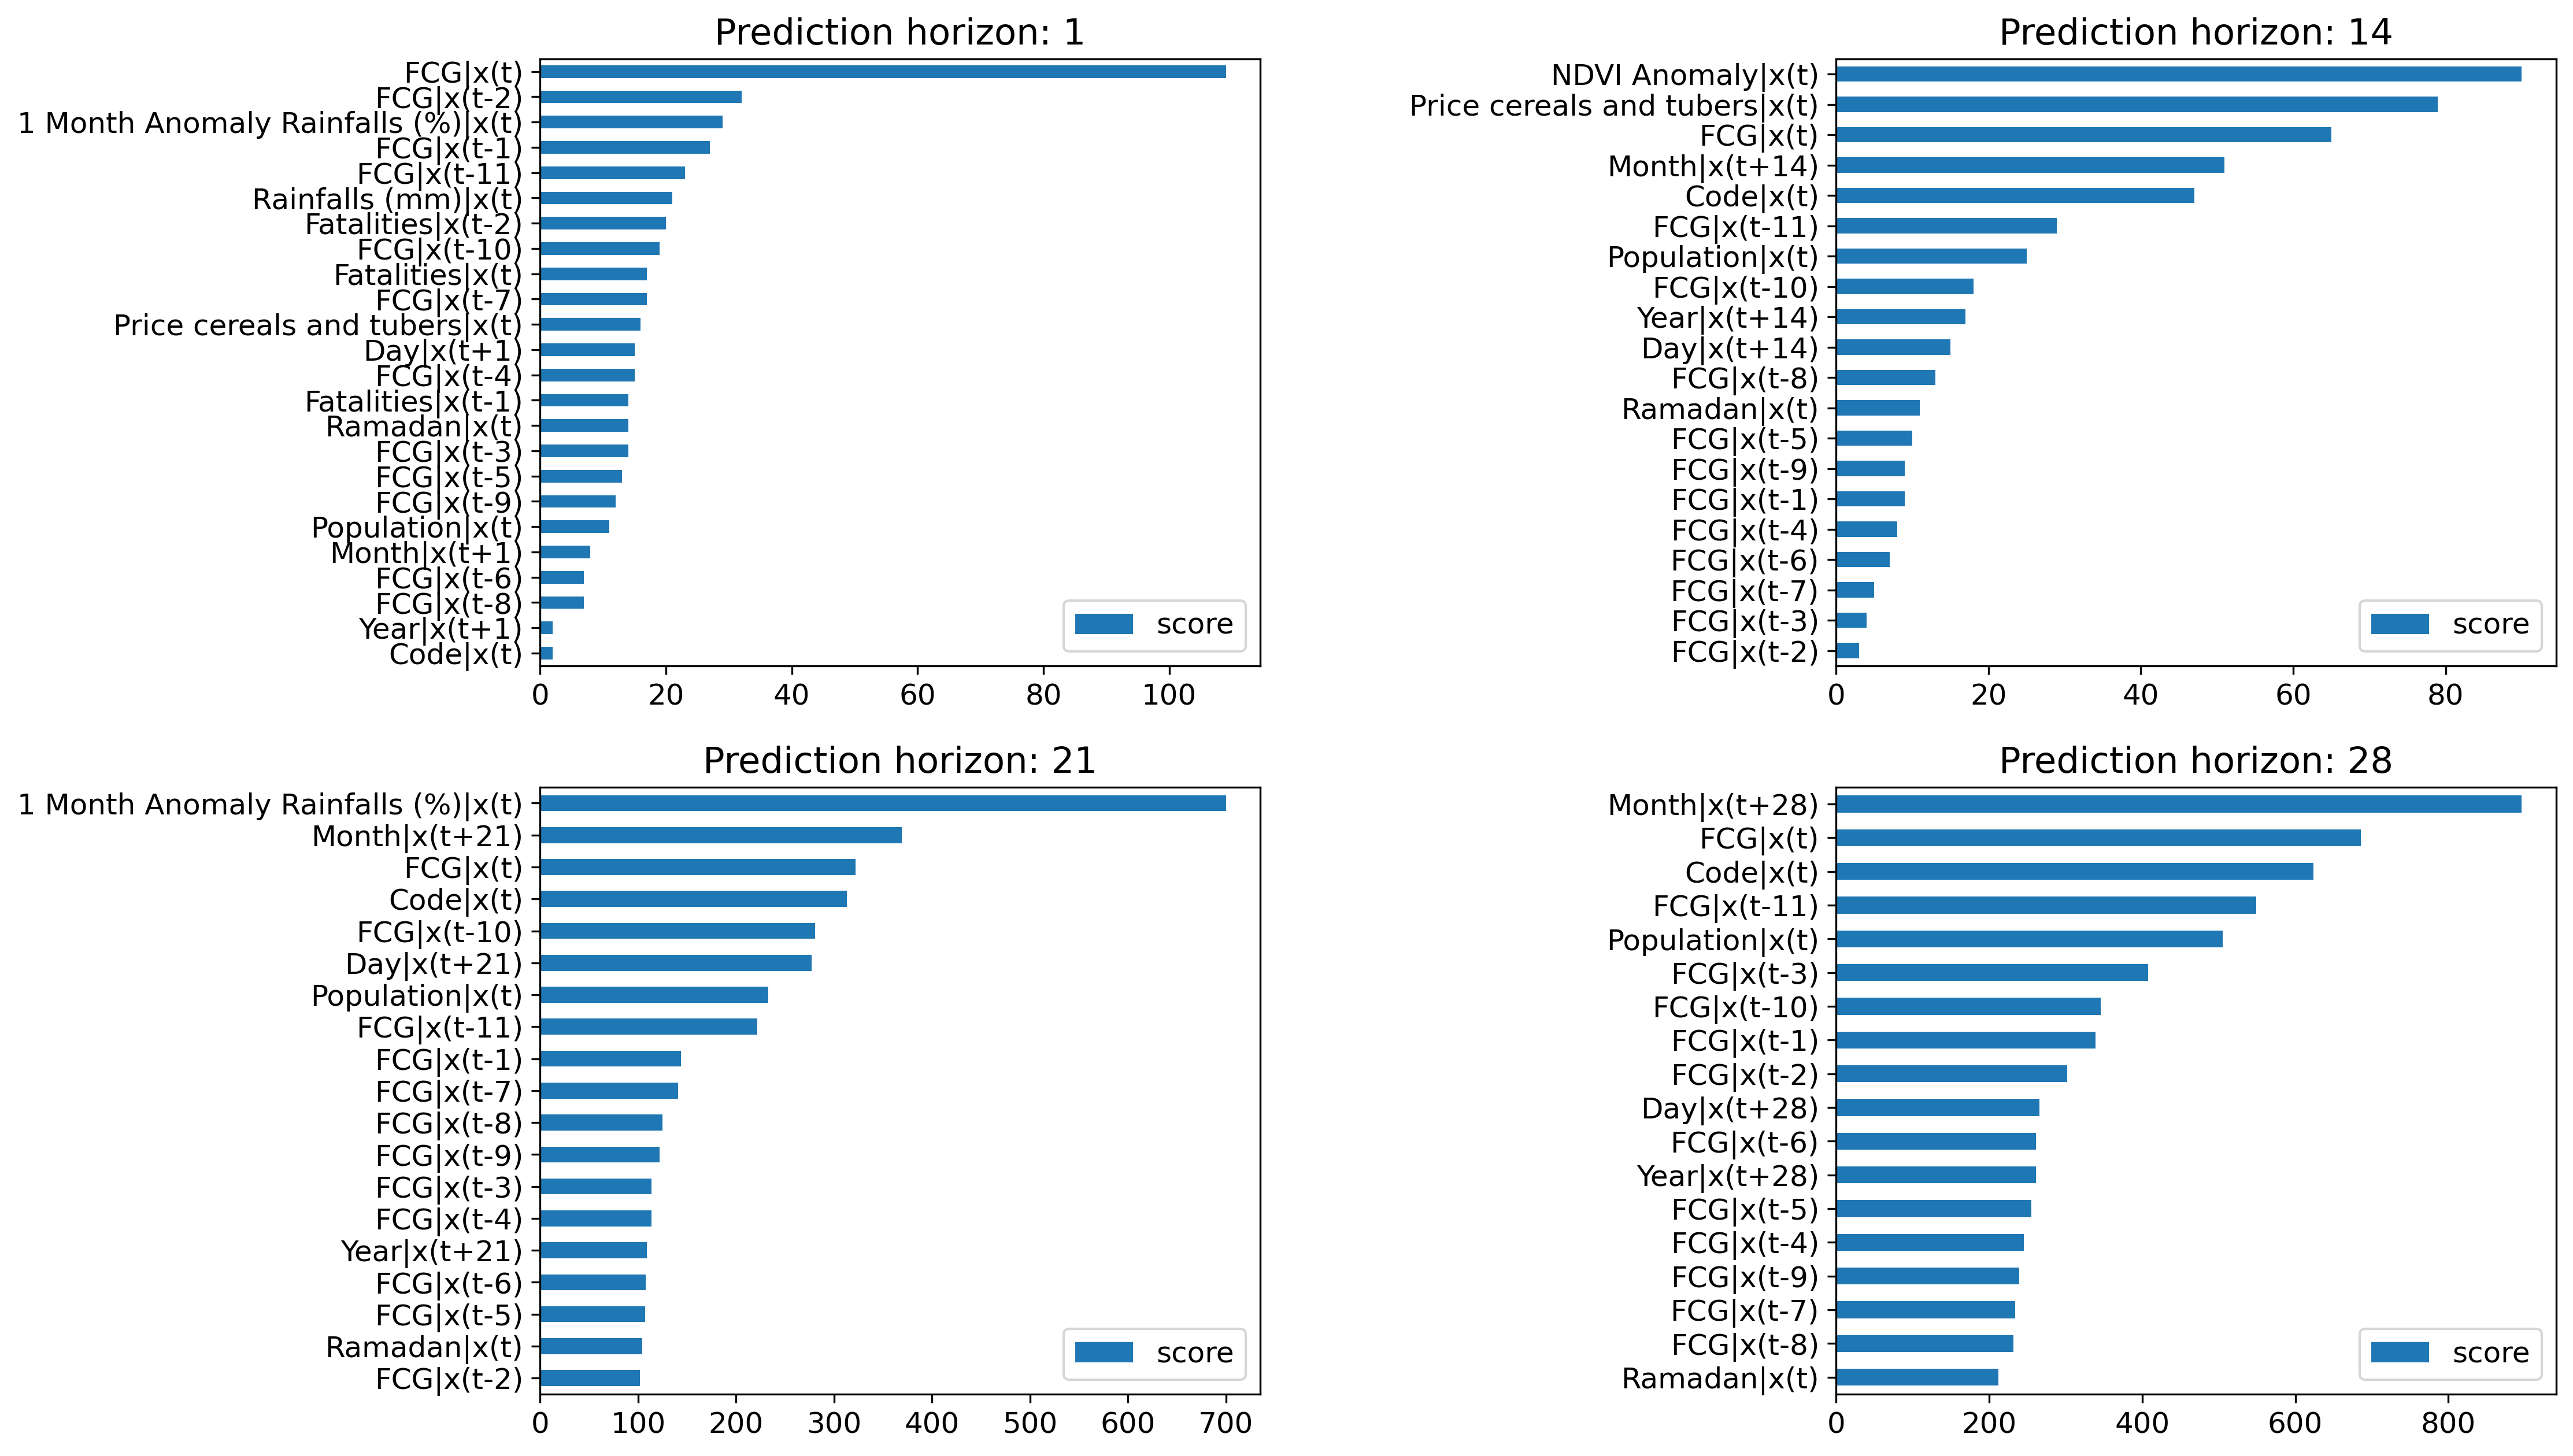 Prediction horizon: 1
FCG|x(t)
FCG|x(t-2)
1 Month Anomaly Rainfalls (%)|x(t)
FCG|x(t-1)
FCG|x(t-11)
Rainfalls (mm)|x(t)
Fatalities|x(t-2)
FCG|x(t-10)
Fatalities|x(t)
FCG|x(t-7)
Price cereals and tubers|x(t)
Day|x(t+1)
FCG|x(t-4)
Fatalities|x(t-1)
Ramadan|x(t)
FCG|x(t-3)
FCG|x(t-5)
FCG|x(t-9)
Population|x(t)
Month|x(t+1)
FCG|x(t-6)
FCG|x(t-8)
Year|x(t+1)
Code|x(t)
score
0 20 40 60 80 100
Prediction horizon: 14
NDVI Anomaly|x(t)
Price cereals and tubers|x(t)
FCG|x(t)
Month|x(t+14)
Code|x(t)
FCG|x(t-11)
Population|x(t)
FCG|x(t-10)
Year|x(t+14)
Day|x(t+14)
FCG|x(t-8)
Ramadan|x(t)
FCG|x(t-5)
FCG|x(t-9)
FCG|x(t-1)
FCG|x(t-4)
FCG|x(t-6)
FCG|x(t-7)
FCG|x(t-3)
FCG|x(t-2)
score
0 20 40 60 80
Prediction horizon: 21
1 Month Anomaly Rainfalls (%)|x(t)
Month|x(t+21)
FCG|x(t)
Code|x(t)
FCG|x(t-10)
Day|x(t+21)
Population|x(t)
FCG|x(t-11)
FCG|x(t-1)
FCG|x(t-7)
FCG|x(t-8)
FCG|x(t-9)
FCG|x(t-3)
FCG|x(t-4)
Year|x(t+21)
FCG|x(t-6)
FCG|x(t-5)
Ramadan|x(t)
FCG|x(t-2)
score
0 100 200 300 400 500 600 700
Prediction horizon: 28
Month|x(t+28)
FCG|x(t)
Code|x(t)
FCG|x(t-11)
Population|x(t)
FCG|x(t-3)
FCG|x(t-10)
FCG|x(t-1)
FCG|x(t-2)
Day|x(t+28)
FCG|x(t-6)
Year|x(t+28)
FCG|x(t-5)
FCG|x(t-4)
FCG|x(t-9)
FCG|x(t-7)
FCG|x(t-8)
Ramadan|x(t)
score
0 200 400 600 800